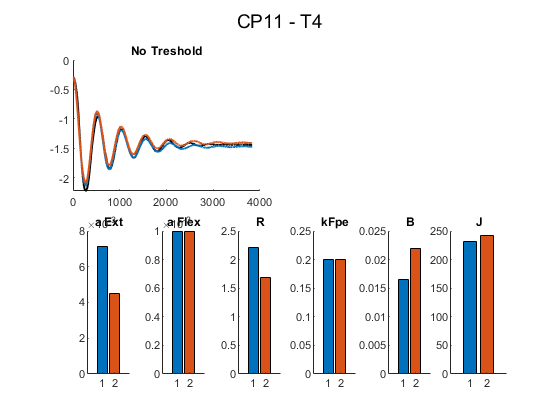 CP11 - T4
No Treshold
0
-0.5
-1
-1.5
-2
0 1000 2000 3000 4000
a Ext a Flex R kFpe B J
8 1 2.5 0.25 0.025 250
0.8 2 0.2 0.02 200
6 0.6 1.5 0.15 0.015 150
4 0.4 1 0.1 0.01 100
2 0.2 0.5 0.05 0.005 50
0 0 0 0 0 0
1 2 1 2 1 2 1 2 1 2 1 2